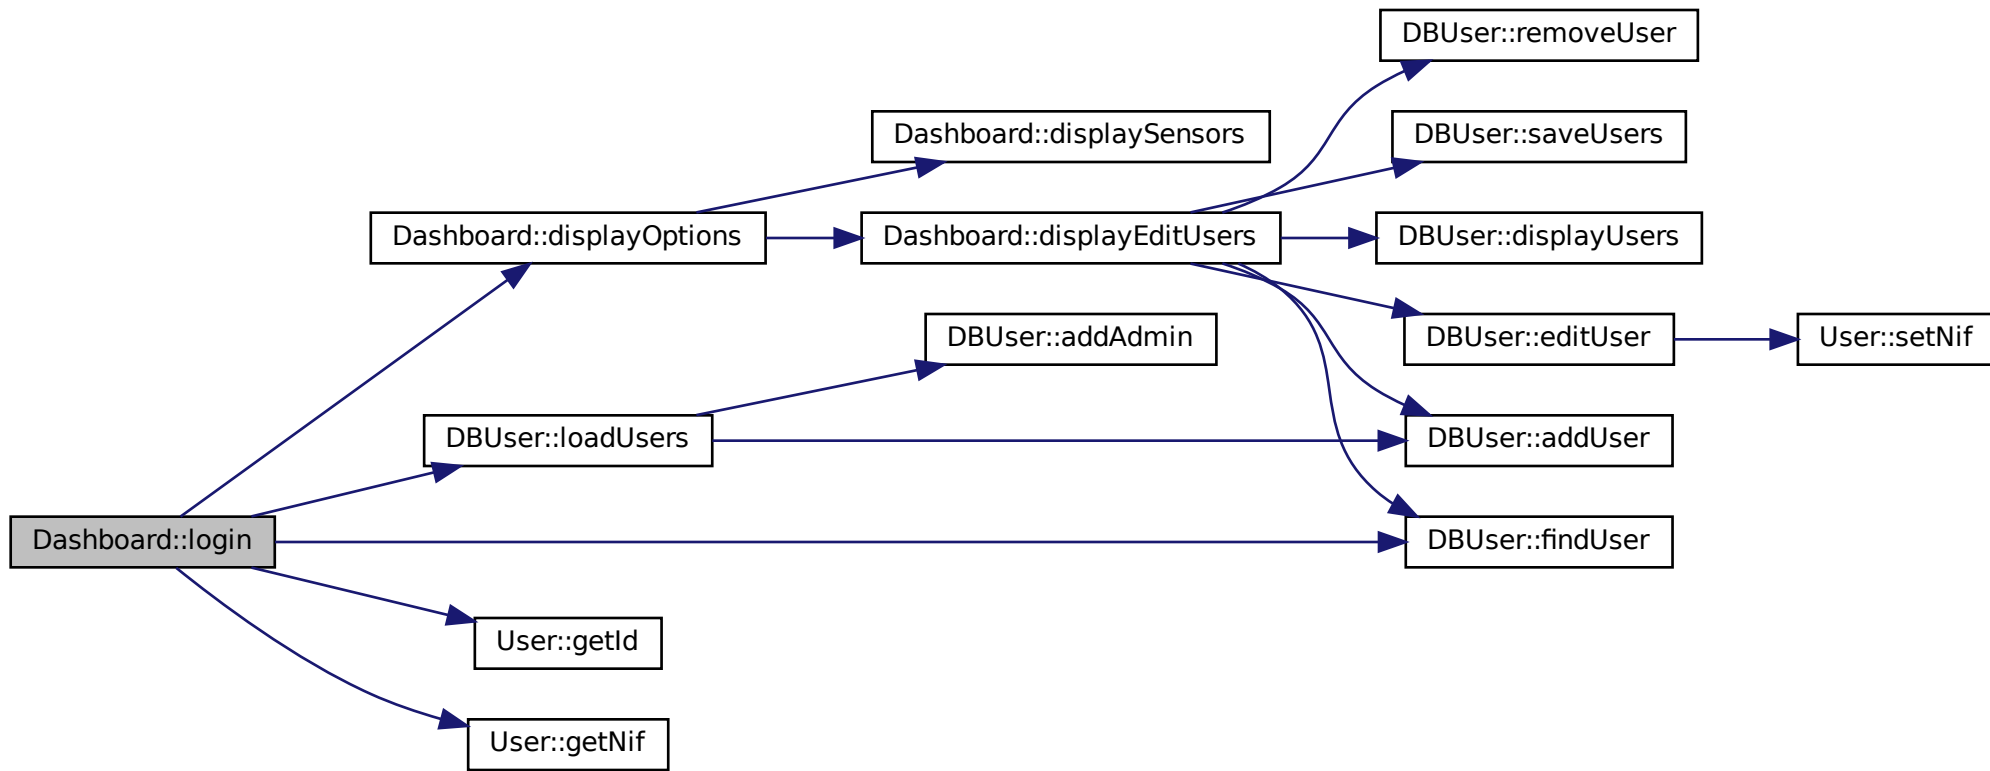 DBUser::removeUser
Dashboard::displaySensors
DBUser::saveUsers
Dashboard::displayOptions
Dashboard::displayEditUsers
DBUser::displayUsers
DBUser::addAdmin
DBUser::editUser
User::setNif
DBUser::loadUsers
DBUser::addUser
Dashboard::login
DBUser::findUser
User::getId
User::getNif